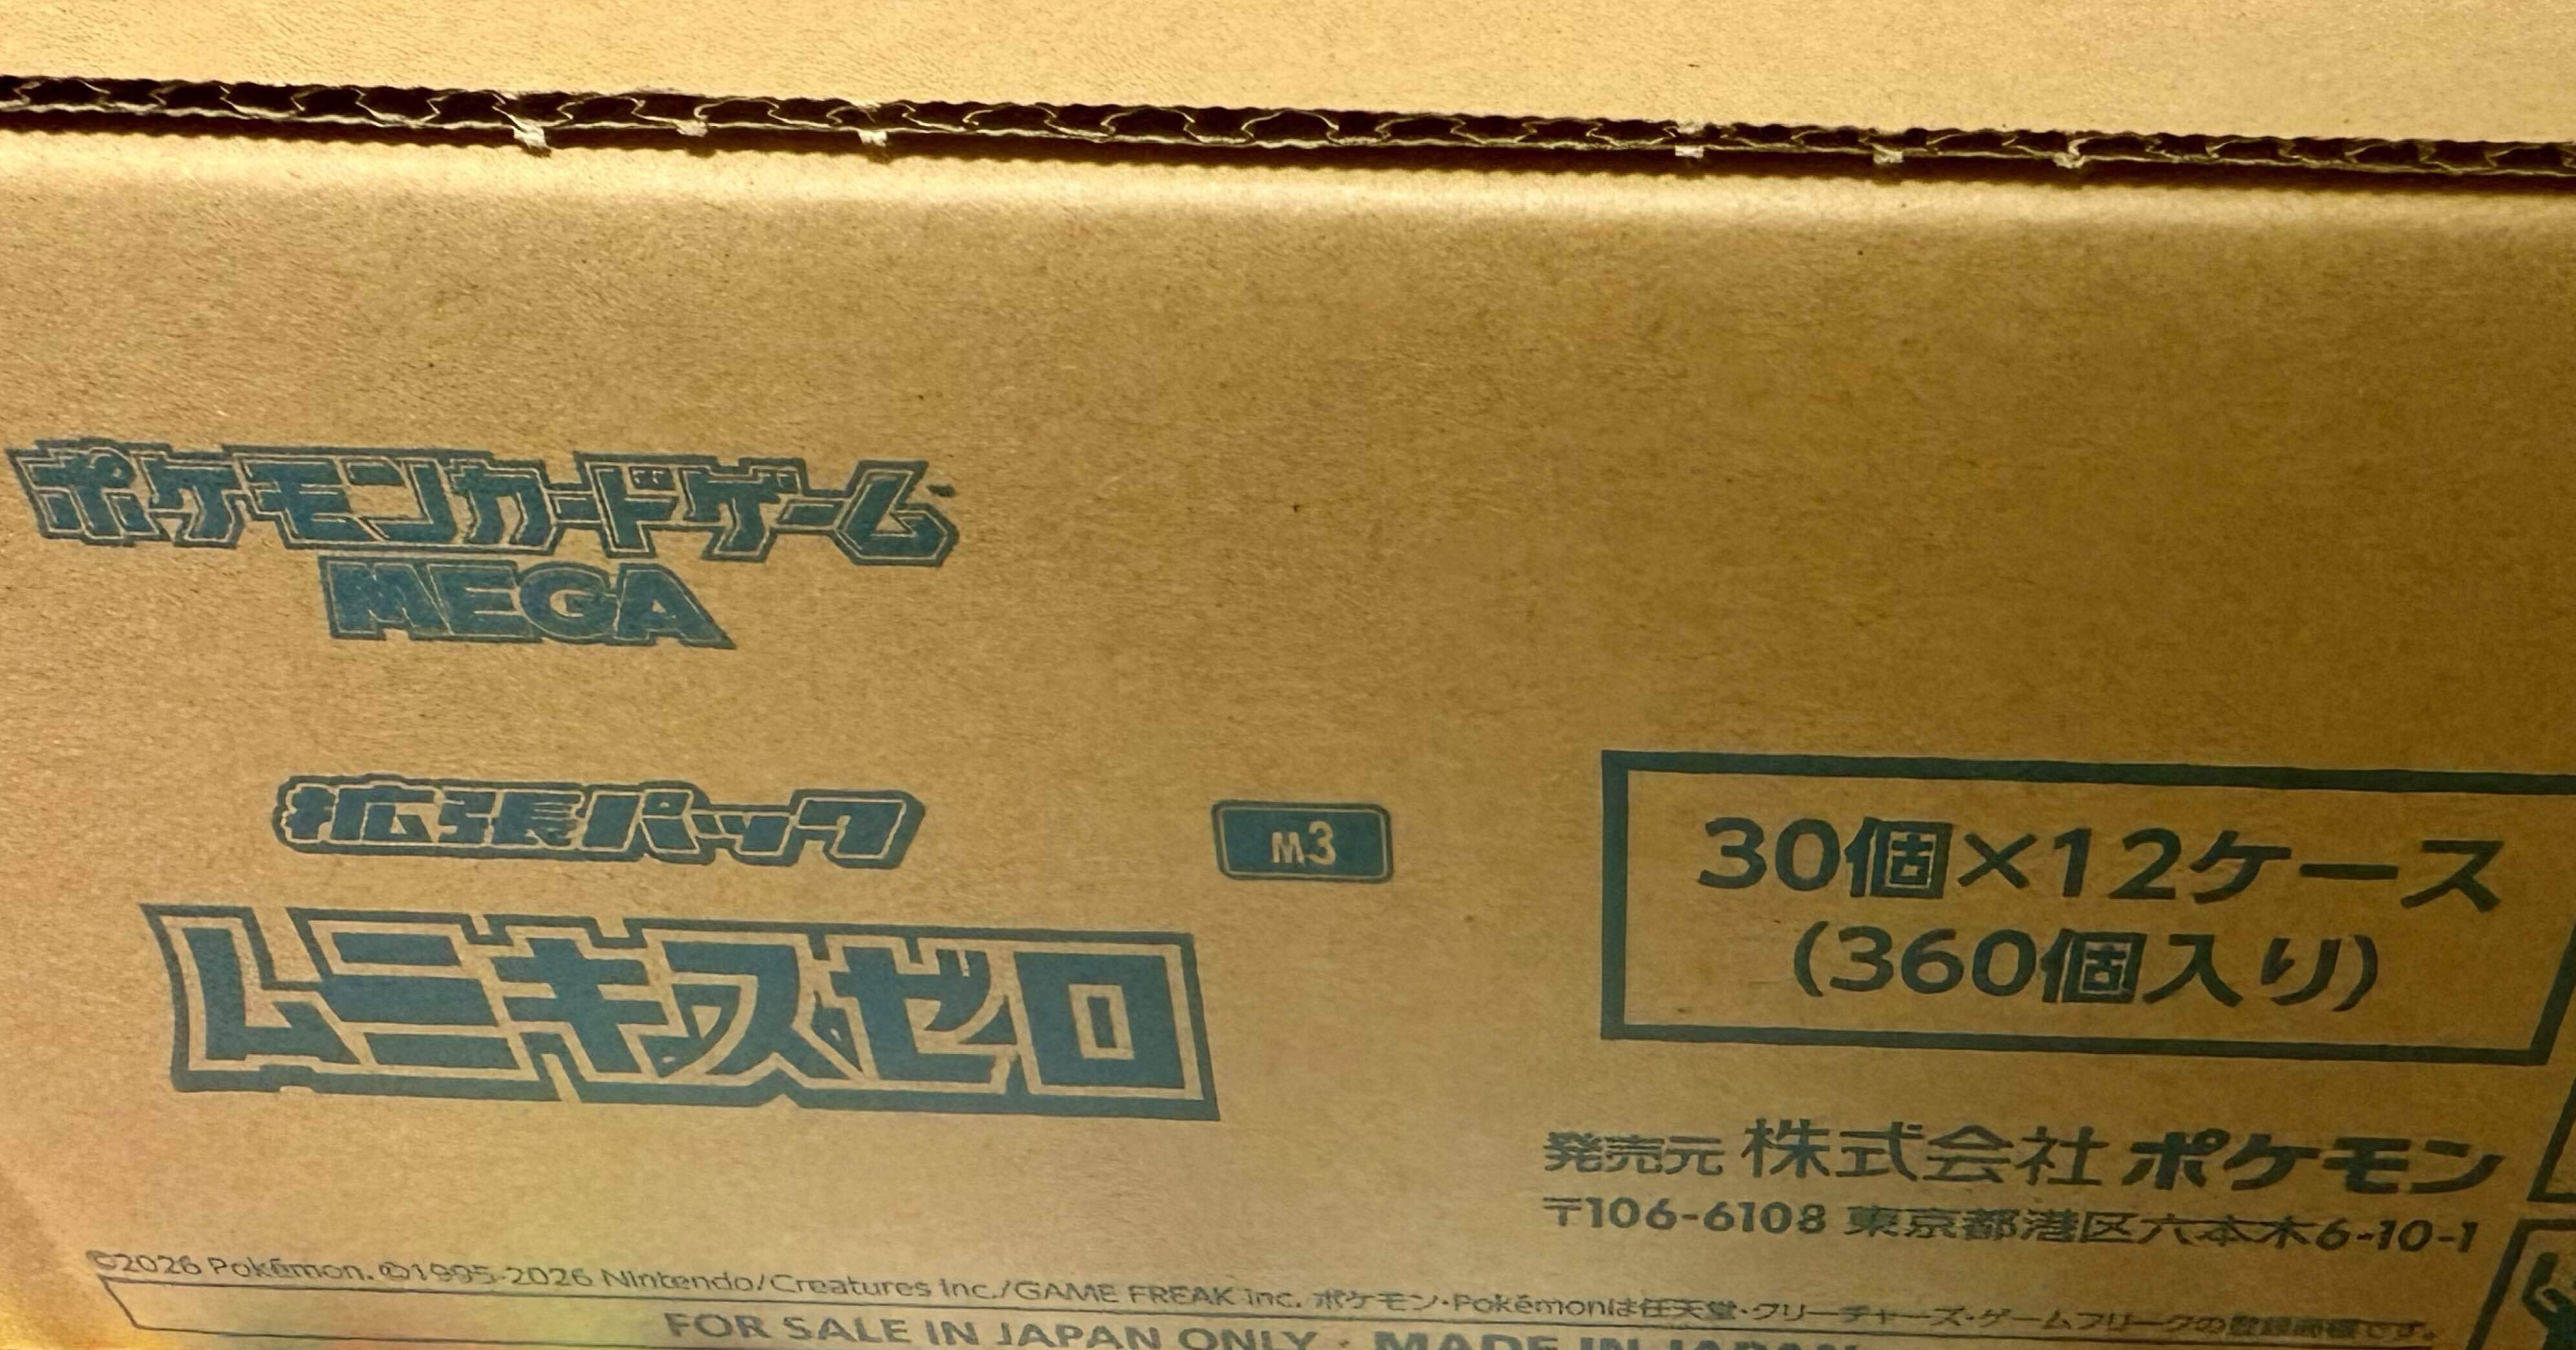 ポケモンカードゲーム
MEGA
拡張パック
M3
ムニキスゼロ
30個×12ケース
(360個入り)
発売元 株式会社 ポケモン
〒106-6108 東京都港区六本木6-10-1
©2026 Pokémon. ©1995-2026 Nintendo/Creatures Inc./GAME FREAK inc. ポケモン・Pokémonは任天堂・クリーチャーズ・ゲームフリークの登録商標です。
FOR SALE IN JAPAN ONLY · MADE IN JAPAN